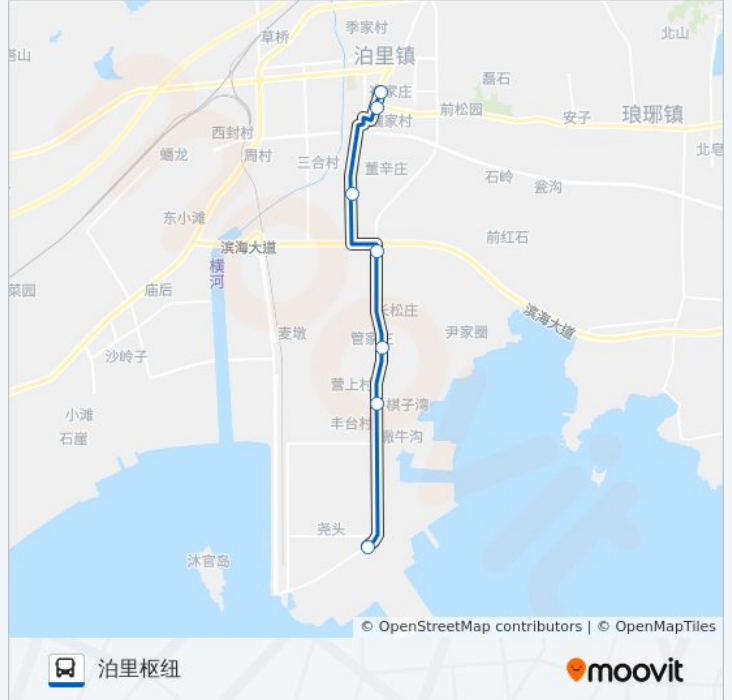 季家村
草桥
北山
泊里镇
塔山
磊石
家庄
前松园
安子
琅琊镇
家村
西封村
北皂
蟠龙
周村
三合村
董辛庄
石岭
瓮沟
东小滩
前红石
滨海大道
横河
菜园
庙后
长松庄
滨海大道
麦墩
管家庄
尹家圈
沙岭子
营上村
棋子湾
小滩
丰台村
石崖
牛沟
尧头
沐官岛
© OpenStreetMap contributors | © OpenMapTiles
泊里枢纽
moovit